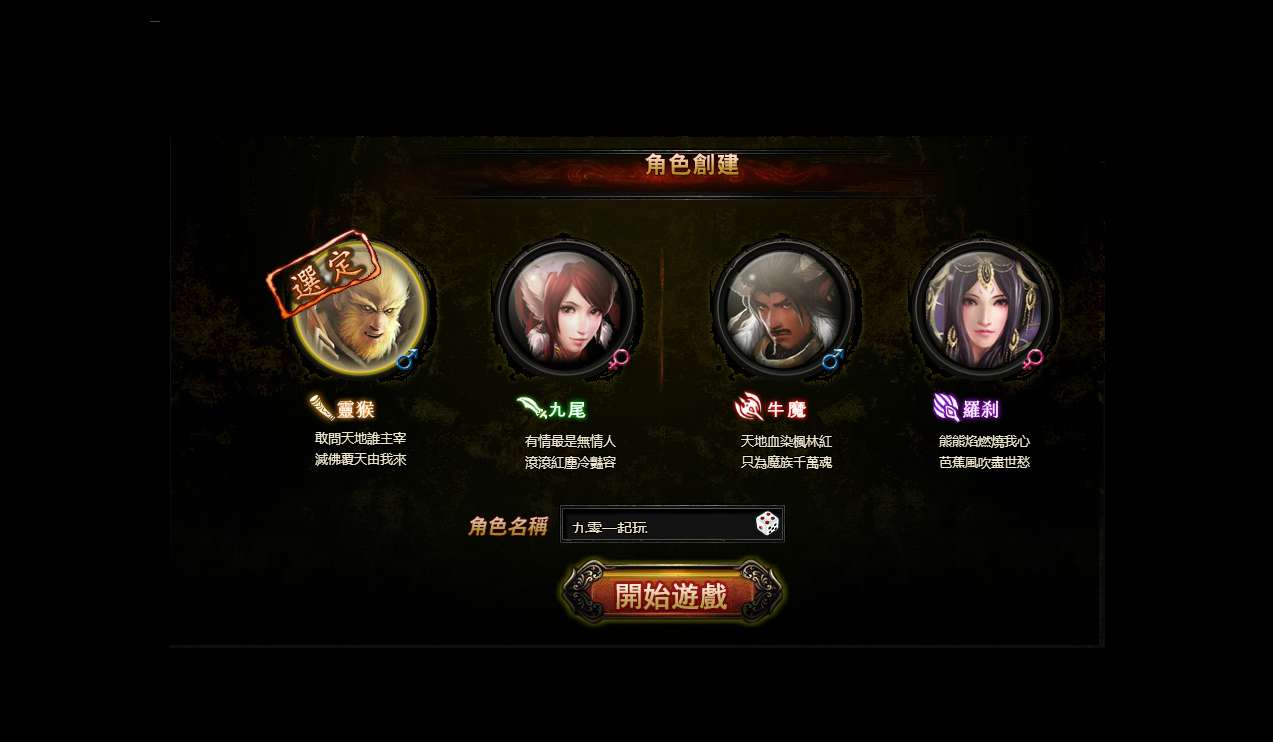 角色創建
選定
靈猴
敢問天地誰主宰
滅佛覆天由我來
九尾
有情最是無情人
滾滾紅塵冷豔容
牛魔
天地血染楓林紅
只為魔族千萬魂
羅刹
熊熊焰燃燒我心
芭蕉風吹盡世愁
角色名稱
九零一起玩
開始遊戲